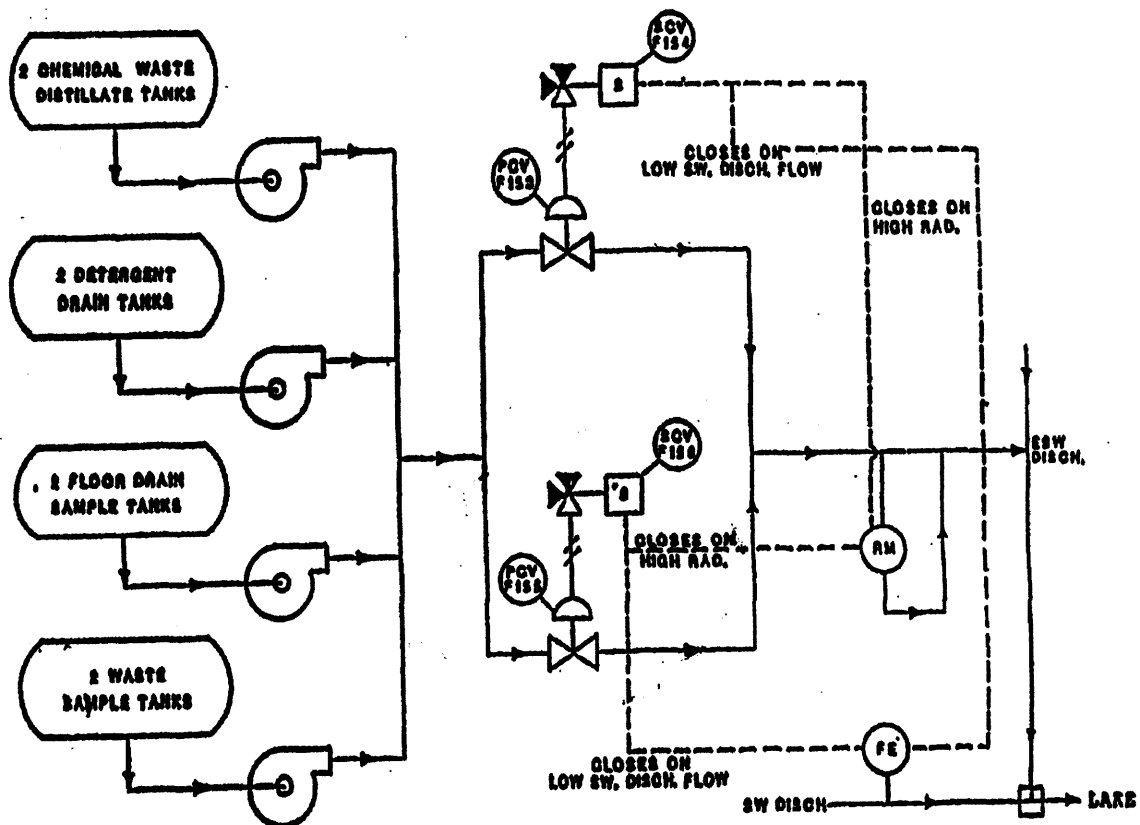 2 CHEMICAL WASTE
DISTILLATE TANKS
2 DETERGENT
DRAIN TANKS
2 FLOOR DRAIN
SAMPLE TANKS
2 WASTE
SAMPLE TANKS
SCV
F154
S
PCV
F153
CLOSES ON
LOW SW, DISCH, FLOW
CLOSES ON
HIGH RAD.
SCV
F156
S
CLOSES ON
HIGH RAD.
PCV
F155
RM
ESW
DISCH.
FE
CLOSES ON
LOW SW, DISCH, FLOW
SW DISCH
LAKE